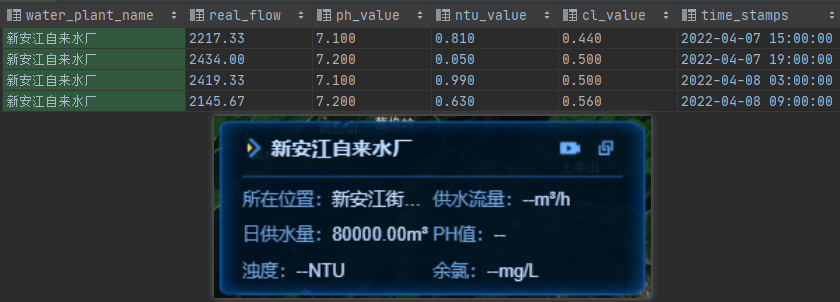 water_plant_name real_flow ph_value ntu_value cl_value time_stamps
新安江自来水厂 2217.33 7.100 0.810 0.440 2022-04-07 15:00:00
新安江自来水厂 2434.00 7.200 0.050 0.500 2022-04-07 19:00:00
新安江自来水厂 2419.33 7.100 0.990 0.500 2022-04-08 03:00:00
新安江自来水厂 2145.67 7.200 0.630 0.560 2022-04-08 09:00:00
新安江自来水厂
上半山
所在位置： 新安江街... 供水流量： --m³/h
日供水量： 80000.00m³ PH值： --
浊度： --NTU 余氯： --mg/L